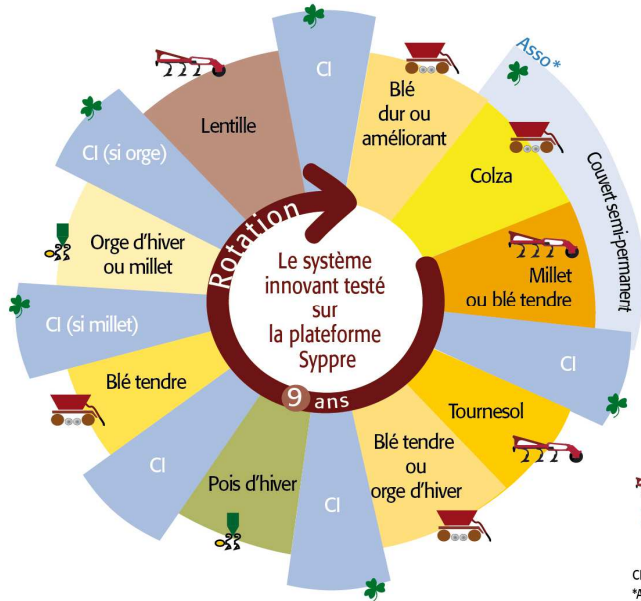 Rotation
9 ans
Le système
innovant testé
sur
la plateforme
Syppre
CI
Blé
dur ou
améliorant
Asso*
Colza
Couvert semi-permanent
Millet
ou blé tendre
CI
Tournesol
Blé tendre
ou
orge d'hiver
CI
Pois d'hiver
CI
Blé tendre
CI (si millet)
Orge d'hiver
ou millet
CI (si orge)
Lentille
CI
*A